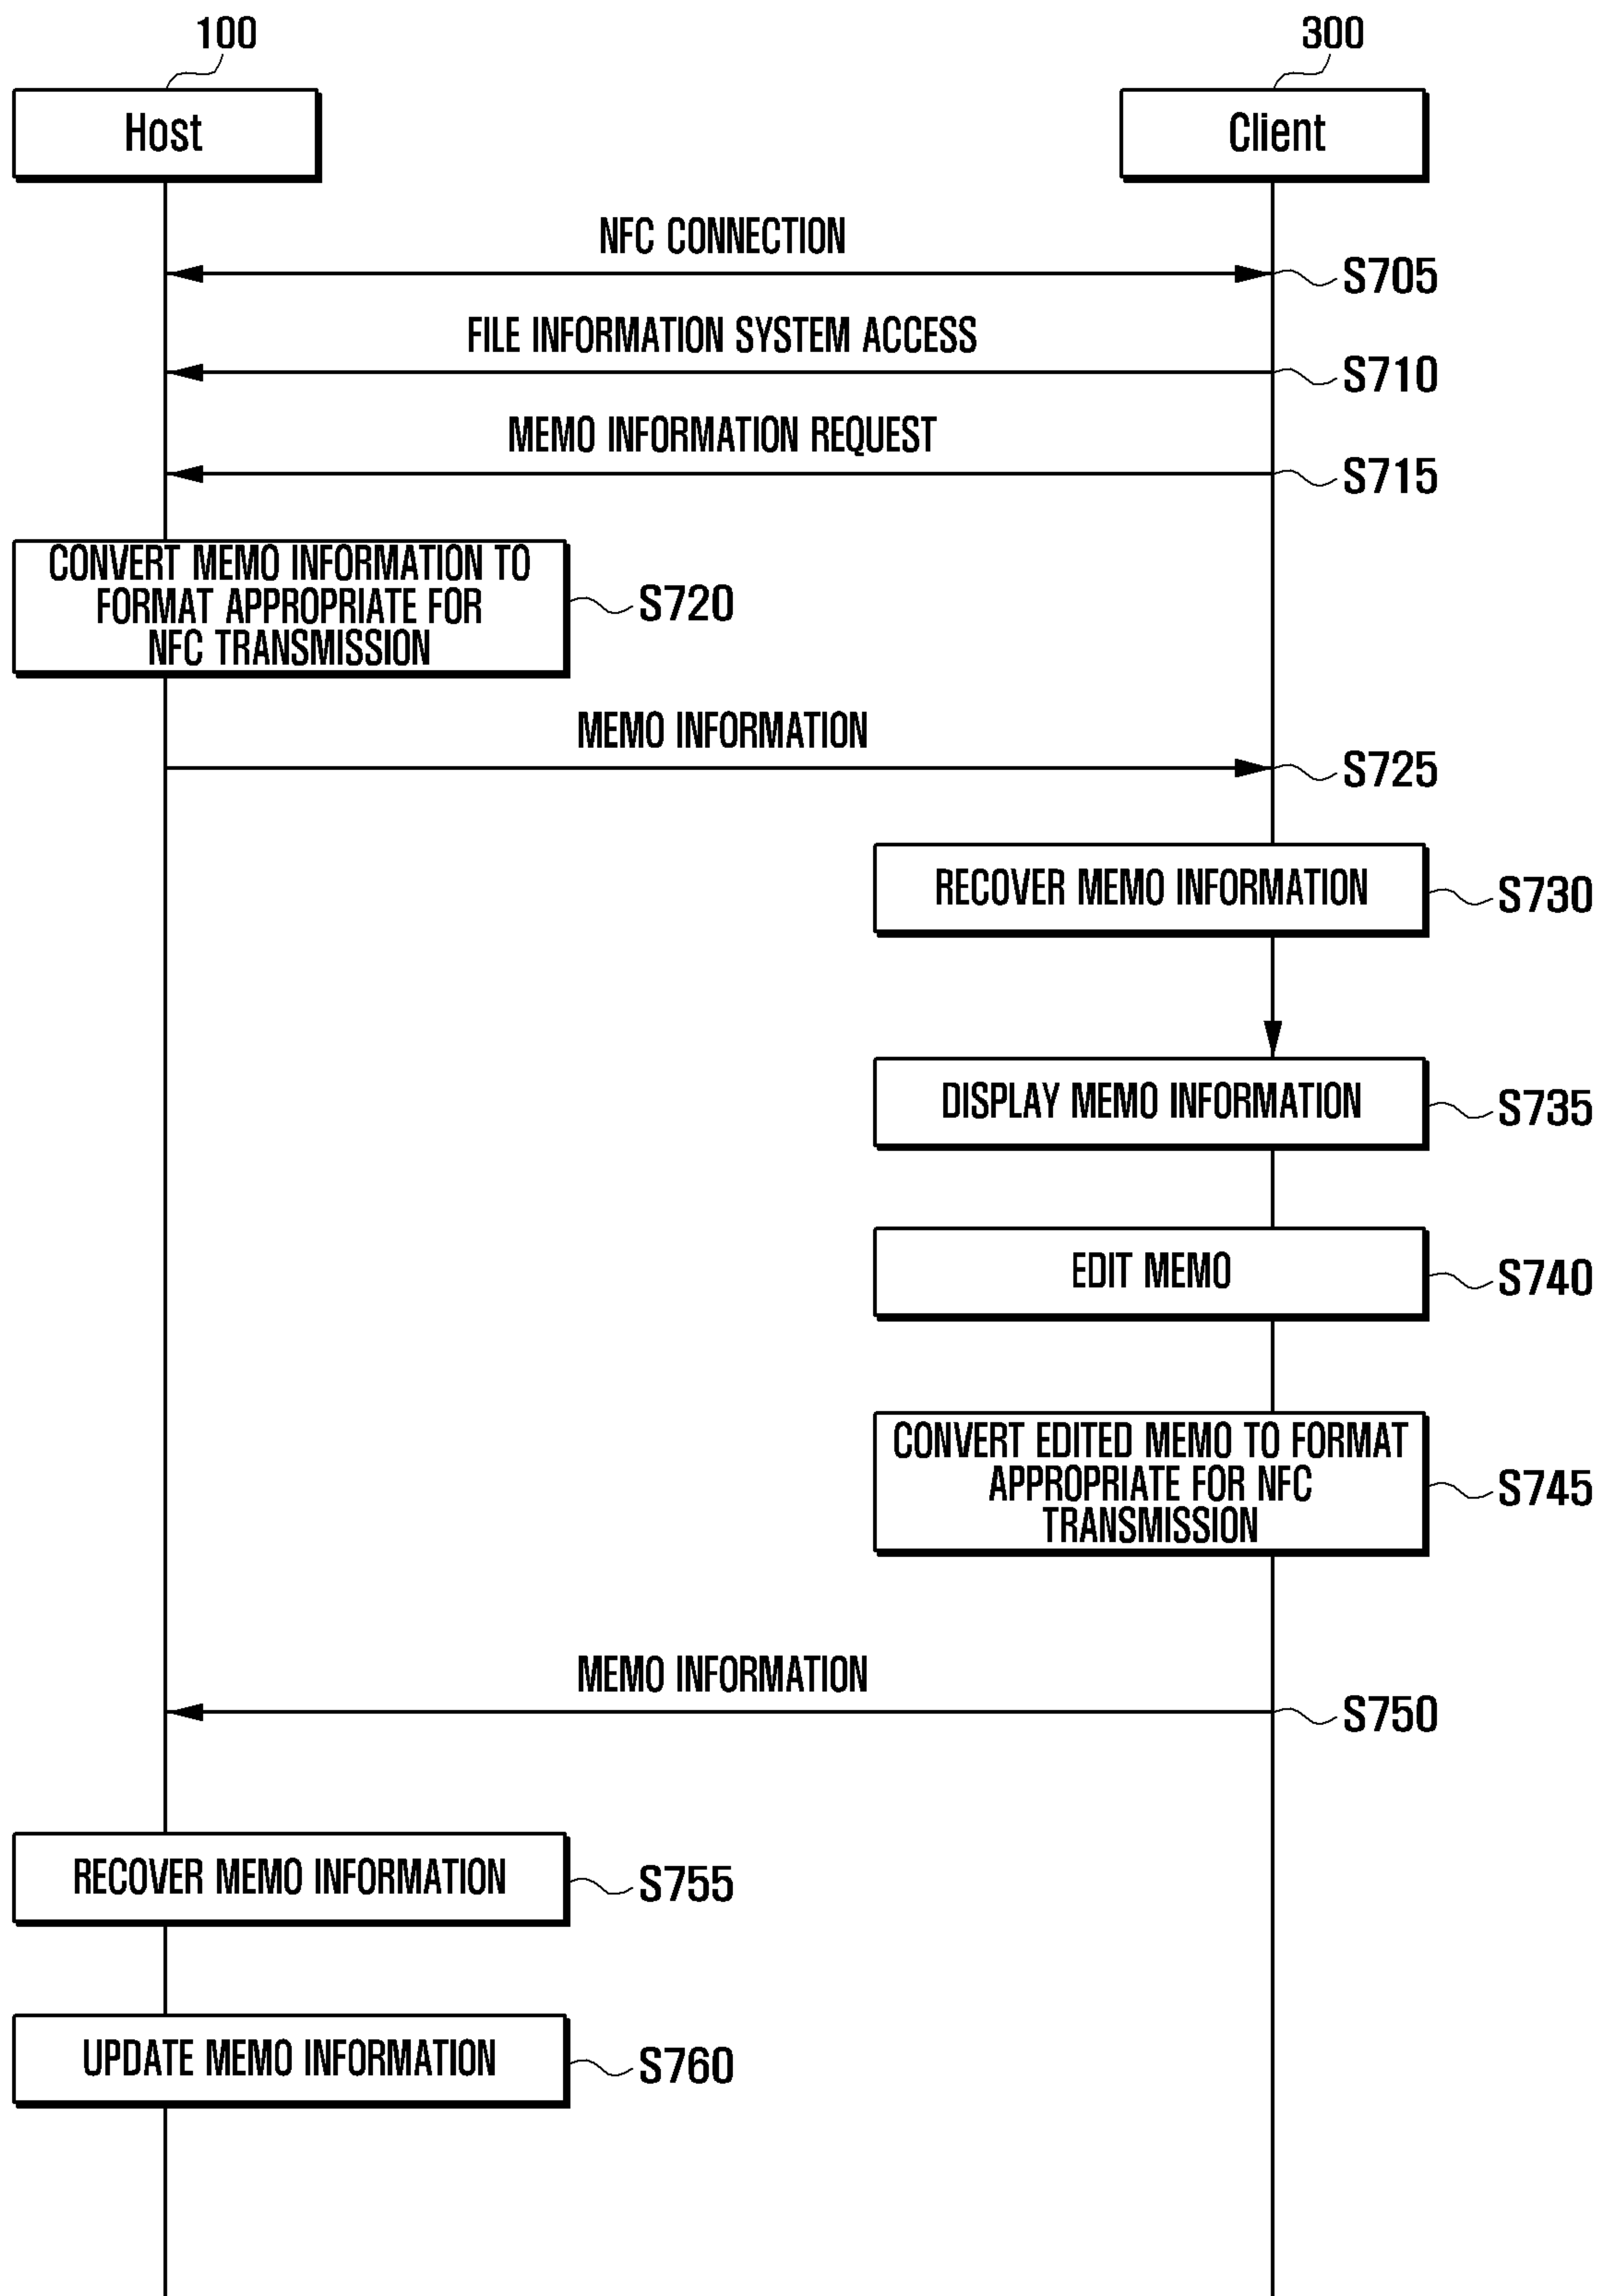 100
300
Host
Client
NFC CONNECTION
S705
FILE INFORMATION SYSTEM ACCESS
S710
MEMO INFORMATION REQUEST
S715
CONVERT MEMO INFORMATION TO
FORMAT APPROPRIATE FOR
NFC TRANSMISSION
S720
MEMO INFORMATION
S725
RECOVER MEMO INFORMATION
S730
DISPLAY MEMO INFORMATION
S735
EDIT MEMO
S740
CONVERT EDITED MEMO TO FORMAT
APPROPRIATE FOR NFC
TRANSMISSION
S745
MEMO INFORMATION
S750
RECOVER MEMO INFORMATION
S755
UPDATE MEMO INFORMATION
S760